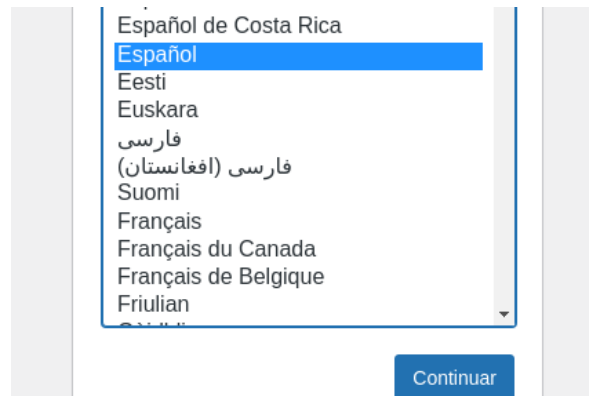 Español de Costa Rica
Español
Eesti
Euskara
فارسی
(فارسی (افغانستان
Suomi
Français
Français du Canada
Français de Belgique
Friulian
Continuar